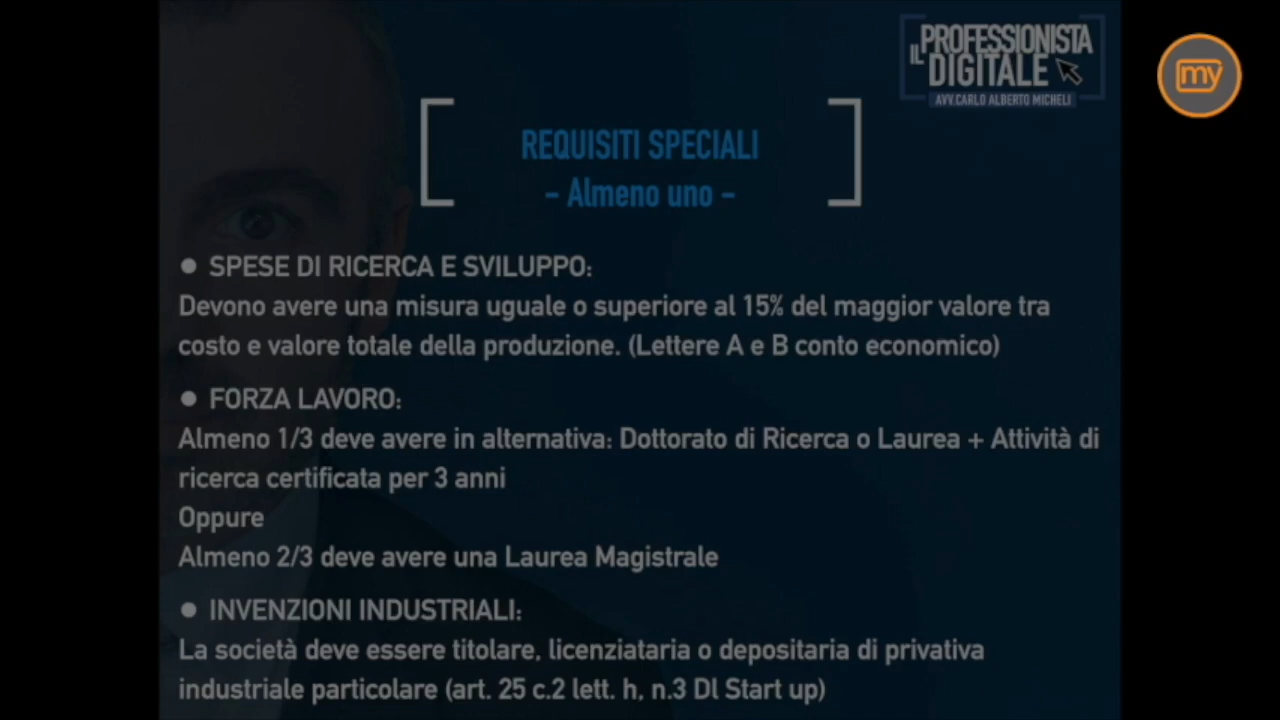 IL PROFESSIONISTA
DIGITALE
AVV.CARLO ALBERTO MICHELI
my
REQUISITI SPECIALI
- Almeno uno -
● SPESE DI RICERCA E SVILUPPO:
Devono avere una misura uguale o superiore al 15% del maggior valore tra
costo e valore totale della produzione. (Lettere A e B conto economico)
● FORZA LAVORO:
Almeno 1/3 deve avere in alternativa: Dottorato di Ricerca o Laurea + Attività di
ricerca certificata per 3 anni
Oppure
Almeno 2/3 deve avere una Laurea Magistrale
● INVENZIONI INDUSTRIALI:
La società deve essere titolare, licenziataria o depositaria di privativa
industriale particolare (art. 25 c.2 lett. h, n.3 Dl Start up)